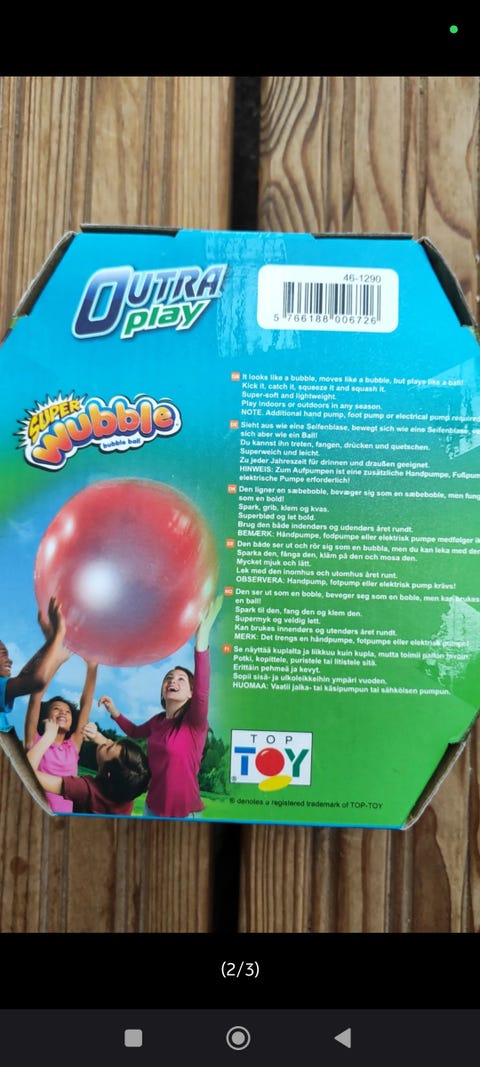 OUTRA
play
46-1290
5 766188 006726
SUPER
Wubble
bubble ball
GB It looks like a bubble, moves like a bubble, but plays like a ball!
Kick it, catch it, squeeze it and squash it.
Super-soft and lightweight.
Play indoors or outdoors in any season.
NOTE. Additional hand pump, foot pump or electrical pump required
DE Sieht aus wie eine Seifenblase, bewegt sich wie eine Seifenblase,
sich aber wie ein Ball!
Du kannst ihn treten, fangen, drücken und quetschen.
Superweich und leicht.
Zu jeder Jahreszeit für drinnen und draußen geeignet.
HINWEIS: Zum Aufpumpen ist eine zusätzliche Handpumpe,
elektrische Pumpe erforderlich!
DK Den ligner en sæbeboble, bevæger sig som en sæbeboble, men
som en bold!
Spark, grib, klem og kvas.
Superblød og let bold.
Brug den både indendørs og udendørs året rundt.
BEMÆRK: Håndpumpe, fodpumpe eller elektrisk pumpe medfølger
SE Den både ser ut och rör sig som en bubbla, men du kan leka med
Sparka den, fånga den, kläm på den och mosa den.
Mycket mjuk och lätt.
Lek med den inomhus och utomhus året runt.
OBSERVERA: Handpump, fotpump eller elektrisk pump krävs!
NO Den ser ut som en boble, beveger seg som en boble, men kan brukes
en ball!
Spark til den, fang den og klem den.
Supermyk og veldig lett.
Kan brukes innendørs og utendørs året rundt.
MERK: Det trengs en håndpumpe, fotpumpe eller elektrisk pumpe!
FI Se näyttää kuplalta ja liikkuu kuin kupla, mutta toimii pallon tavoin.
Potki, kopittele, puristele tai litistele sitä.
Erittäin pehmeä ja kevyt.
Sopii sisä- ja ulkoleikkeihin ympäri vuoden.
HUOMAA: Vaatii jalka- tai käsipumpun tai sähköisen pumpun.
TOP
TOY
®
® denotes a registered trademark of TOP-TOY
(2/3)